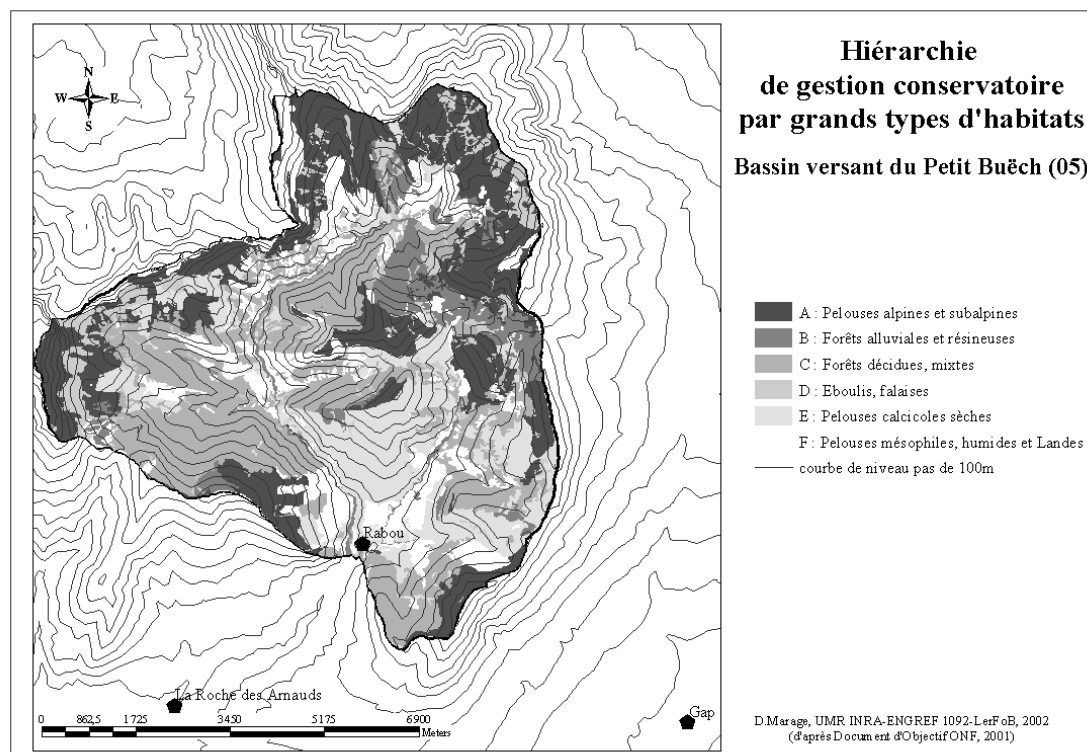 Hiérarchie
de gestion conservatoire
par grands types d'habitats
Bassin versant du Petit Buëch (05)
N
W E
S
A : Pelouses alpines et subalpines
B : Forêts alluviales et résineuses
C : Forêts décidues, mixtes
D : Eboulis, falaises
E : Pelouses calcicoles sèches
F : Pelouses mésophiles, humides et Landes
courbe de niveau pas de 100m
Rabou
La Roche des Arnauds
Gap
0 862,5 1725 3450 5175 6900
Meters
D.Marage, UMR INRA-ENGREF 1092-LerFoB, 2002
(d'après Document d'Objectif ONF, 2001)